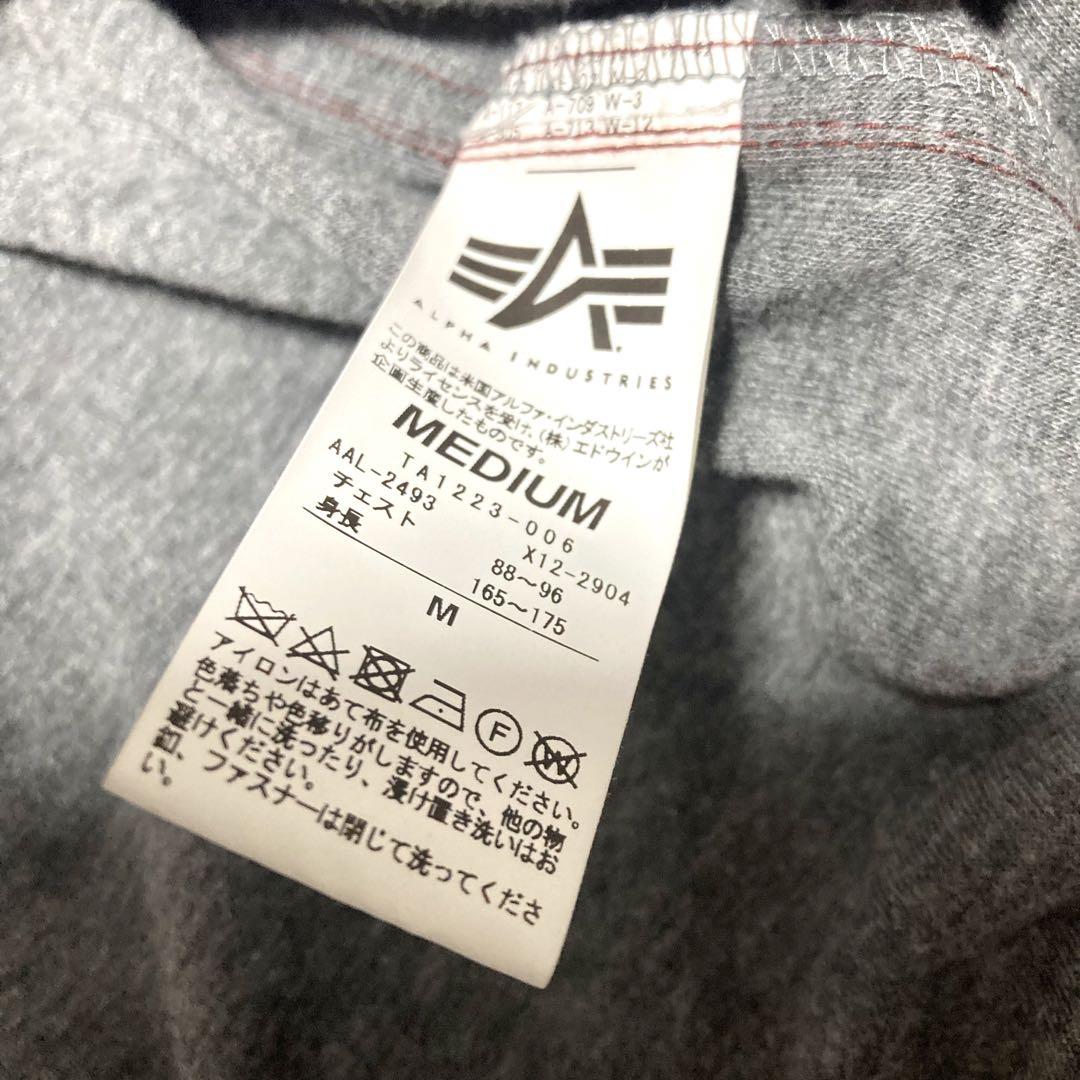 A-709 W-3
A-713 W-12
ALPHA INDUSTRIES
この商品は米国アルファ・インダストリーズ社
よりライセンスを受け、(株)エドウインが
企画生産したものです。
MEDIUM
TA1223-006
AAL-2493 X12-2904
チェスト 88〜96
身長 165〜175
M
F W
アイロンはあて布を使用してください。
色落ちや色移りがしますので、他の物
と一緒に洗ったり、浸け置き洗いはお
避けください。
釦、ファスナーは閉じて洗ってくださ
い。